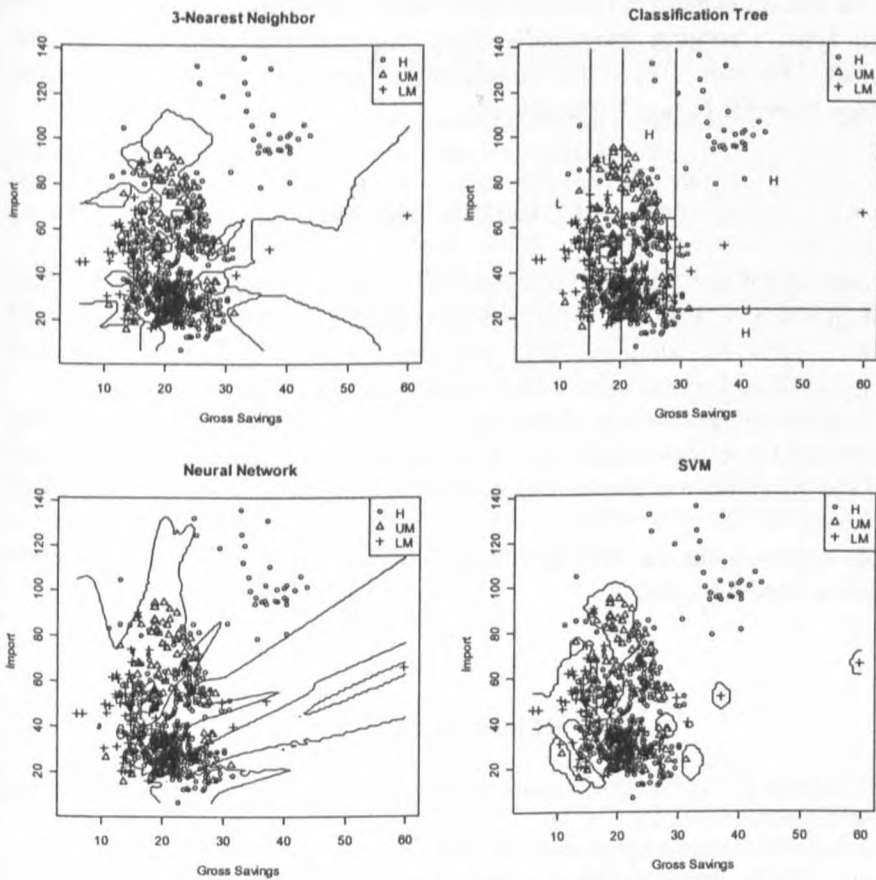 3-Nearest Neighbor
Import
140
120
100
80
60
40
20
H
UM
LM
10 20 30 40 50 60
Gross Savings
Classification Tree
Import
140
120
100
80
60
40
20
H
UM
LM
H
U
H
L
U
H
10 20 30 40 50 60
Gross Savings
Neural Network
Import
140
120
100
80
60
40
20
H
UM
LM
10 20 30 40 50 60
Gross Savings
SVM
Import
140
120
100
80
60
40
20
H
UM
LM
10 20 30 40 50 60
Gross Savings